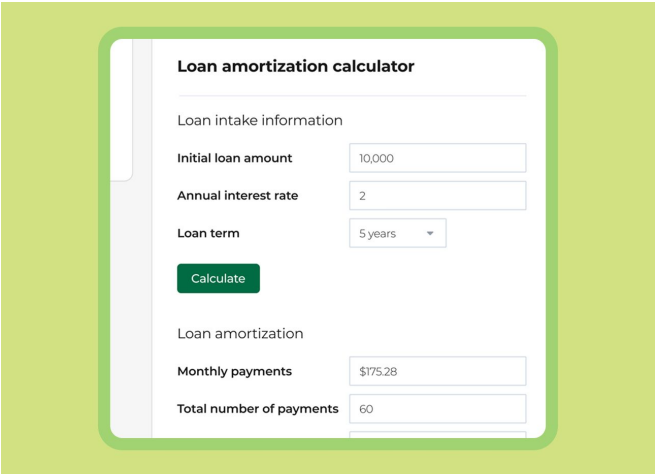 Loan amortization calculator
Loan intake information
Initial loan amount 10,000
Annual interest rate 2
Loan term 5 years
Calculate
Loan amortization
Monthly payments $175.28
Total number of payments 60